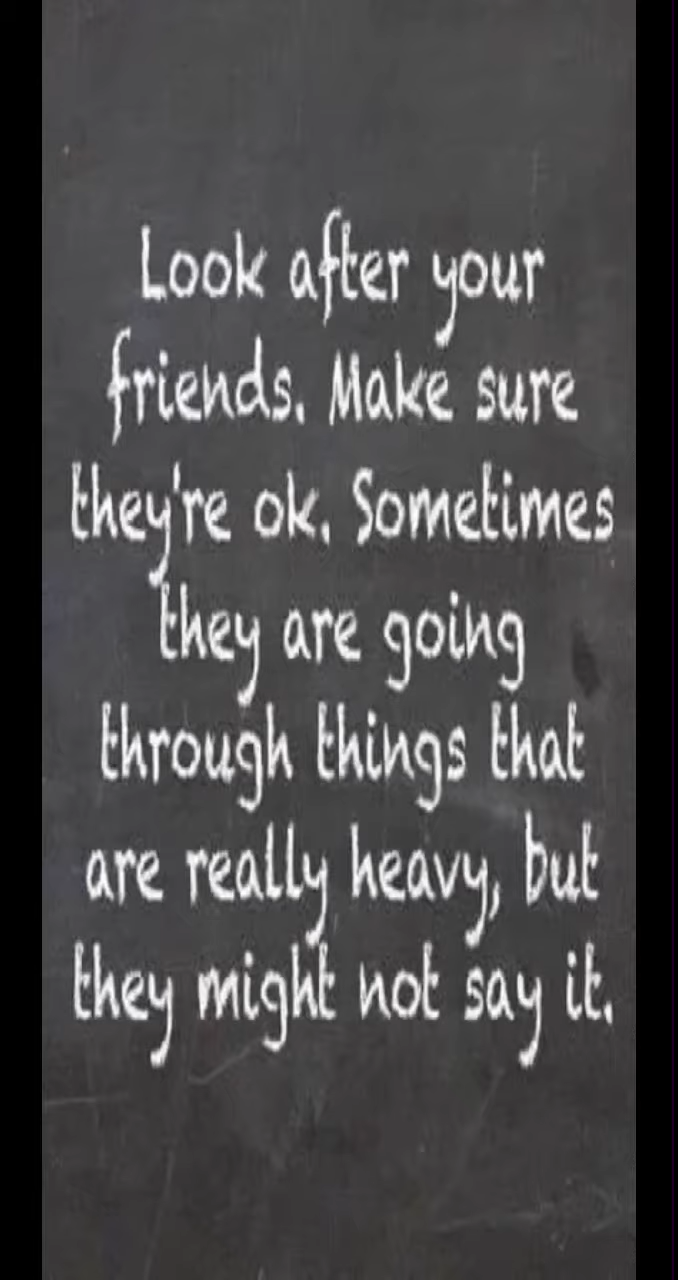 Look after your
friends. Make sure
they're ok. Sometimes
they are going
through things that
are really heavy, but
they might not say it.